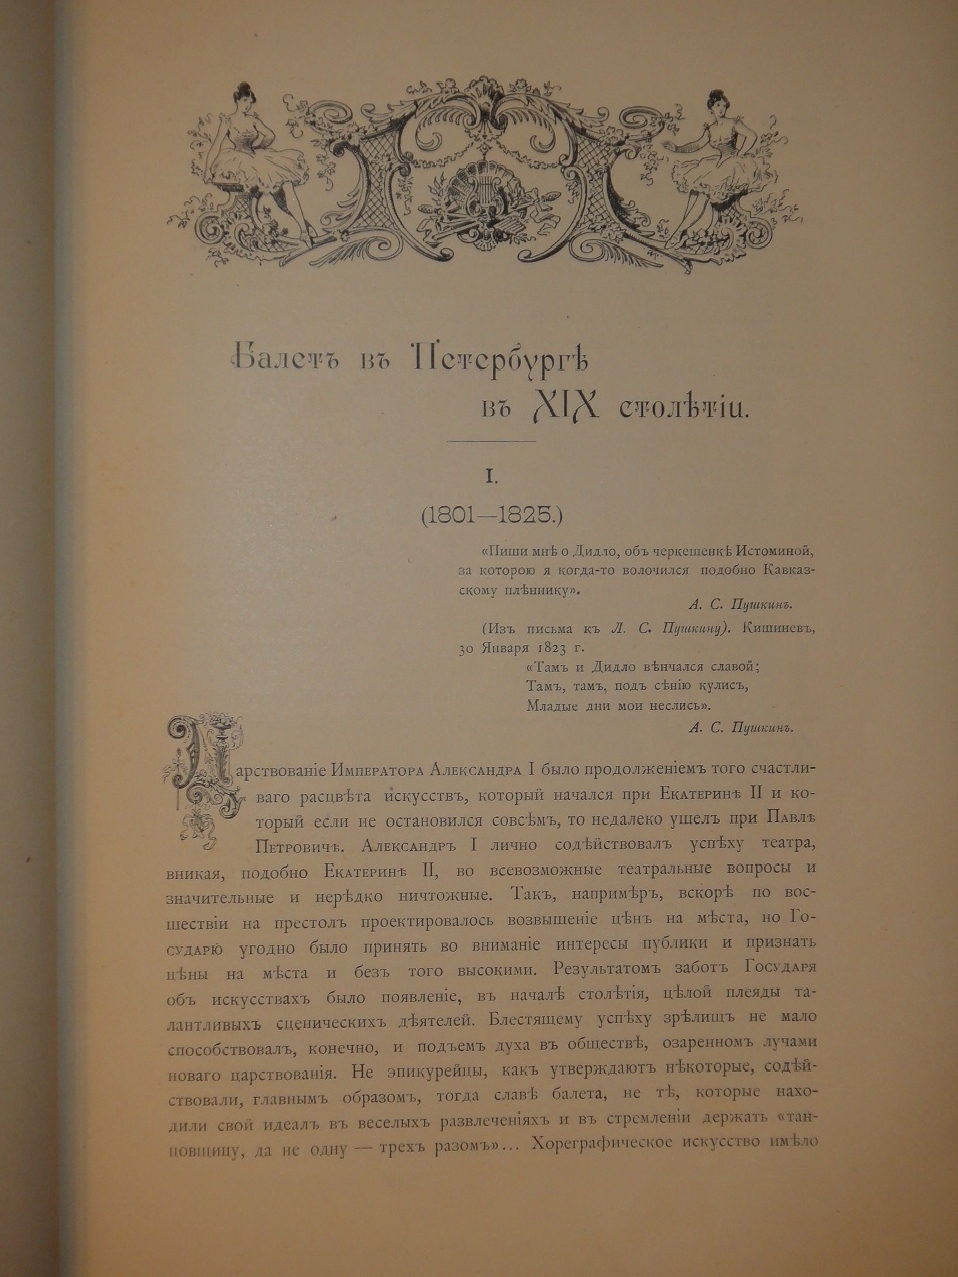 Балетъ въ Петербургѣ
въ XIX столѣтіи.
I.
(1801—1825.)
«Пиши мнѣ о Дидло, объ черкешенкѣ Истоминой,
за которою я когда-то волочился подобно Кавказ-
скому плѣннику».
А. С. Пушкинъ.
(Изъ письма къ Л. С. Пушкину). Кишиневъ,
30 Января 1823 г.
«Тамъ и Дидло вѣнчался славой;
Тамъ, тамъ, подъ сѣнію кулисъ,
Младые дни мои неслись».
А. С. Пушкинъ.
Царствованіе Императора Александра I было продолженіемъ того счастли-
ваго расцвѣта искусствъ, который начался при Екатеринѣ II и ко-
торый если не остановился совсѣмъ, то недалеко ушелъ при Павлѣ
Петровичѣ. Александръ I лично содѣйствовалъ успѣху театра,
вникая, подобно Екатеринѣ II, во всевозможные театральные вопросы и
значительные и нерѣдко ничтожные. Такъ, напримѣръ, вскорѣ по вос-
шествіи на престолъ проектировалось возвышеніе цѣнъ на мѣста, но Го-
сударю угодно было принять во вниманіе интересы публики и признать
цѣны на мѣста и безъ того высокими. Результатомъ заботъ Государя
объ искусствахъ было появленіе, въ началѣ столѣтія, цѣлой плеяды та-
лантливыхъ сценическихъ дѣятелей. Блестящему успѣху зрѣлищъ не мало
способствовалъ, конечно, и подъемъ духа въ обществѣ, озаренномъ лучами
новаго царствованія. Не эпикурейцы, какъ утверждаютъ нѣкоторые, содѣй-
ствовали, главнымъ образомъ, тогда славѣ балета, не тѣ, которые нахо-
дили свой идеалъ въ веселыхъ развлеченіяхъ и въ стремленіи держать «тан-
цовщицу, да не одну — трехъ разомъ»... Хореграфическое искусство имѣло